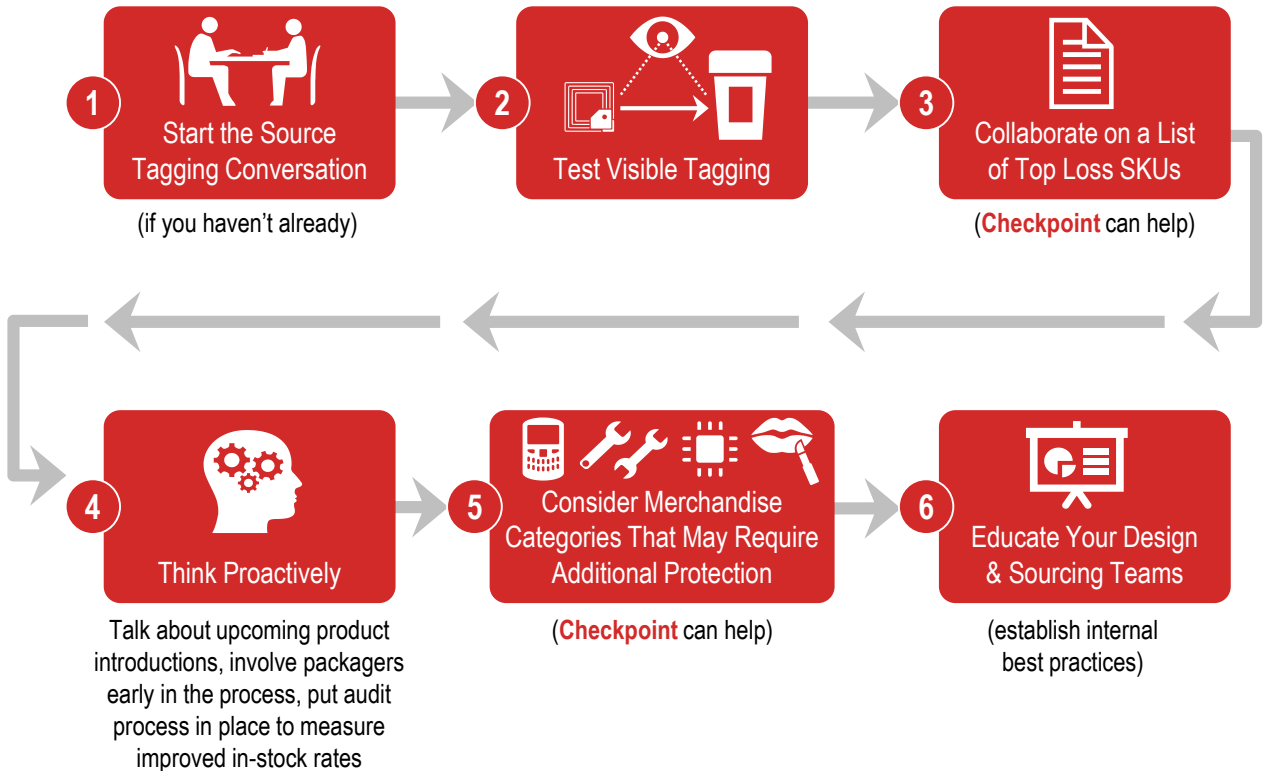 1
Start the Source
Tagging Conversation
(if you haven't already)
2
Test Visible Tagging
3
Collaborate on a List
of Top Loss SKUs
(Checkpoint can help)
4
Think Proactively
Talk about upcoming product
introductions, involve packagers
early in the process, put audit
process in place to measure
improved in-stock rates
5
Consider Merchandise
Categories That May Require
Additional Protection
(Checkpoint can help)
6
Educate Your Design
& Sourcing Teams
(establish internal
best practices)